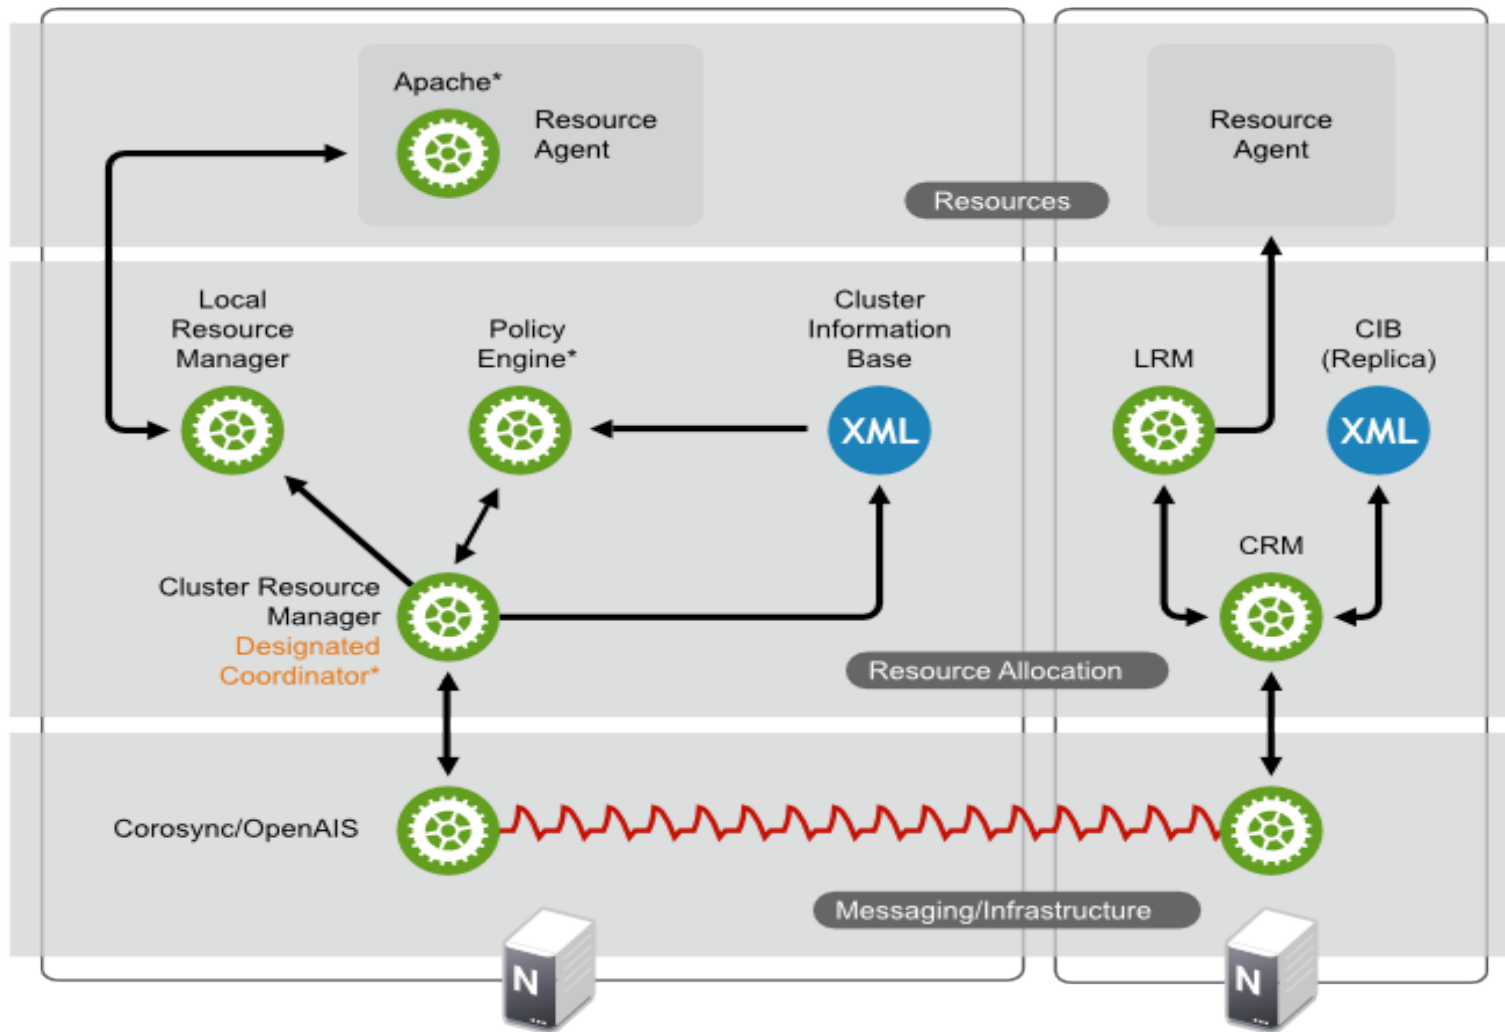 Apache*
Resource
Agent
Resource
Agent
Resources
Local
Resource
Manager
Policy
Engine*
Cluster
Information
Base
XML
LRM
CIB
(Replica)
XML
Cluster Resource
Manager
Designated
Coordinator*
CRM
Resource Allocation
Corosync/OpenAIS
Messaging/Infrastructure
N
N